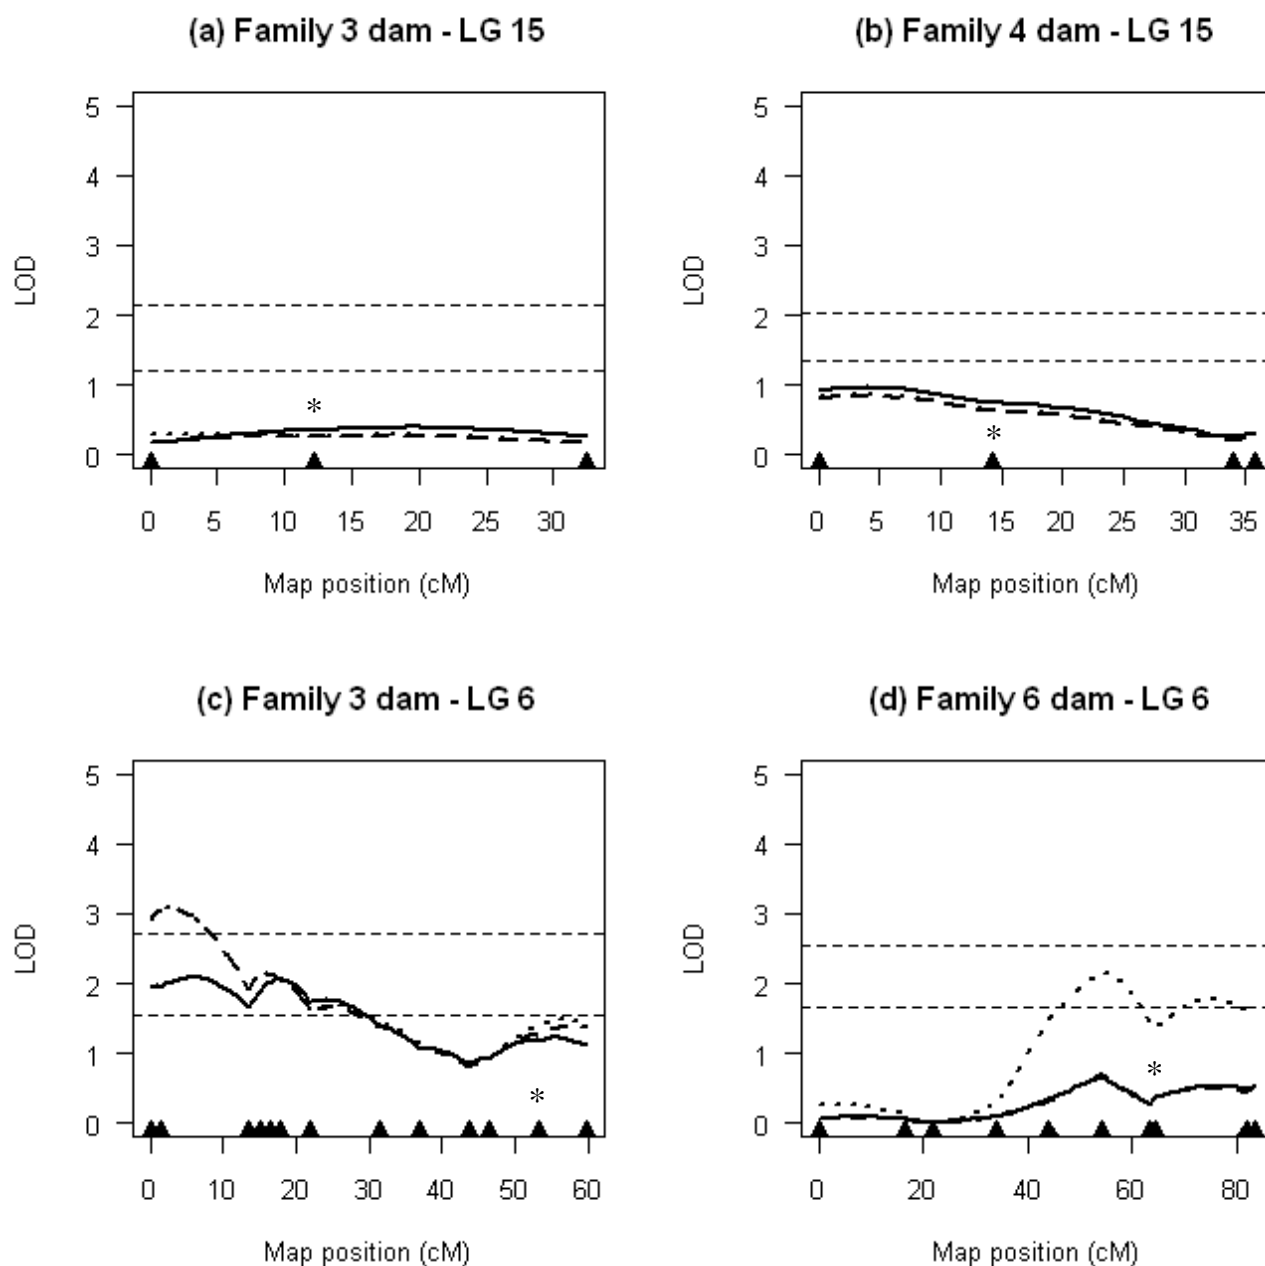 (a) Family 3 dam - LG 15
5
4
3
2
1
0
LOD
*
0 5 10 15 20 25 30
Map position (cM)
(b) Family 4 dam - LG 15
5
4
3
2
1
0
LOD
*
0 5 10 15 20 25 30 35
Map position (cM)
(c) Family 3 dam - LG 6
5
4
3
2
1
0
LOD
*
0 10 20 30 40 50 60
Map position (cM)
(d) Family 6 dam - LG 6
5
4
3
2
1
0
LOD
*
0 20 40 60 80
Map position (cM)